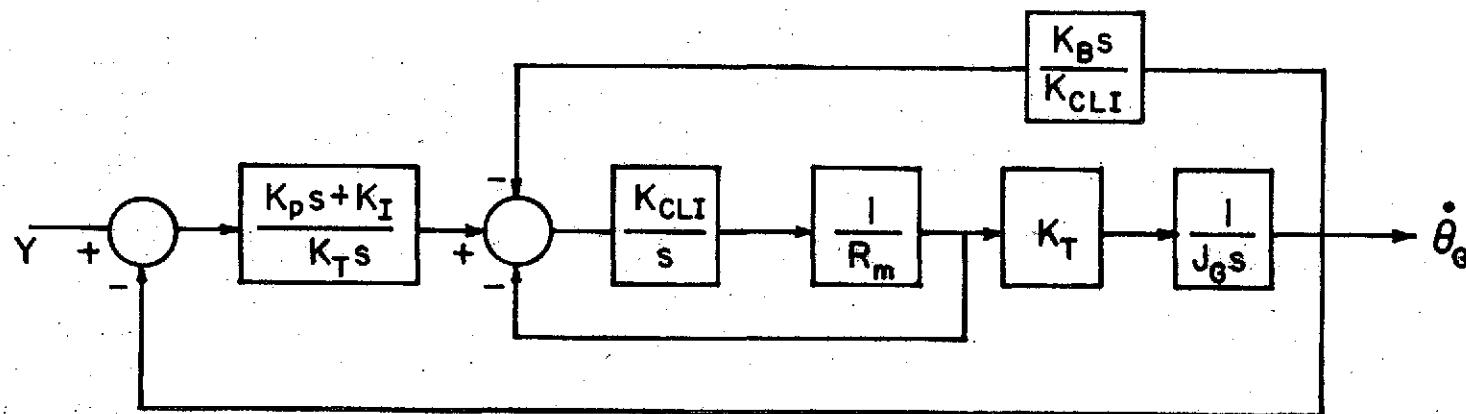 K_B s
K_CLI
−
Y
+
−
K_P s + K_I
K_T s
+
−
K_CLI
s
1
R_m
K_T
1
J_G s
θ̇_G